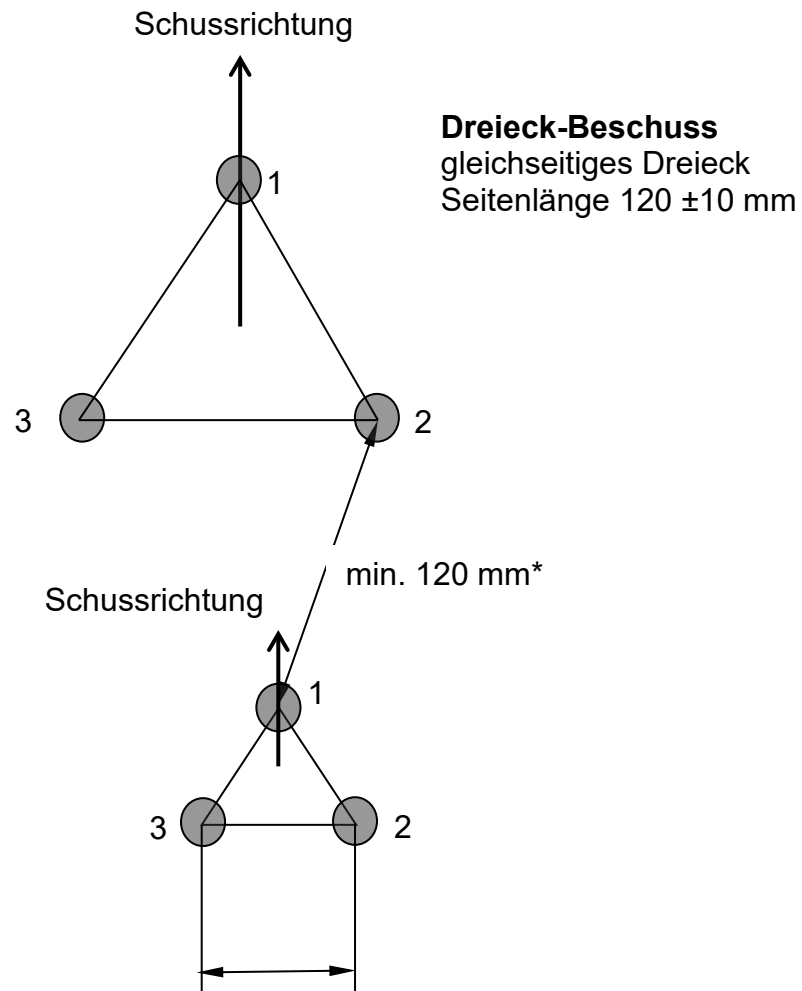 Schussrichtung
Dreieck-Beschuss
gleichseitiges Dreieck
Seitenlänge 120 ±10 mm
1
3
2
min. 120 mm*
Schussrichtung
1
3
2